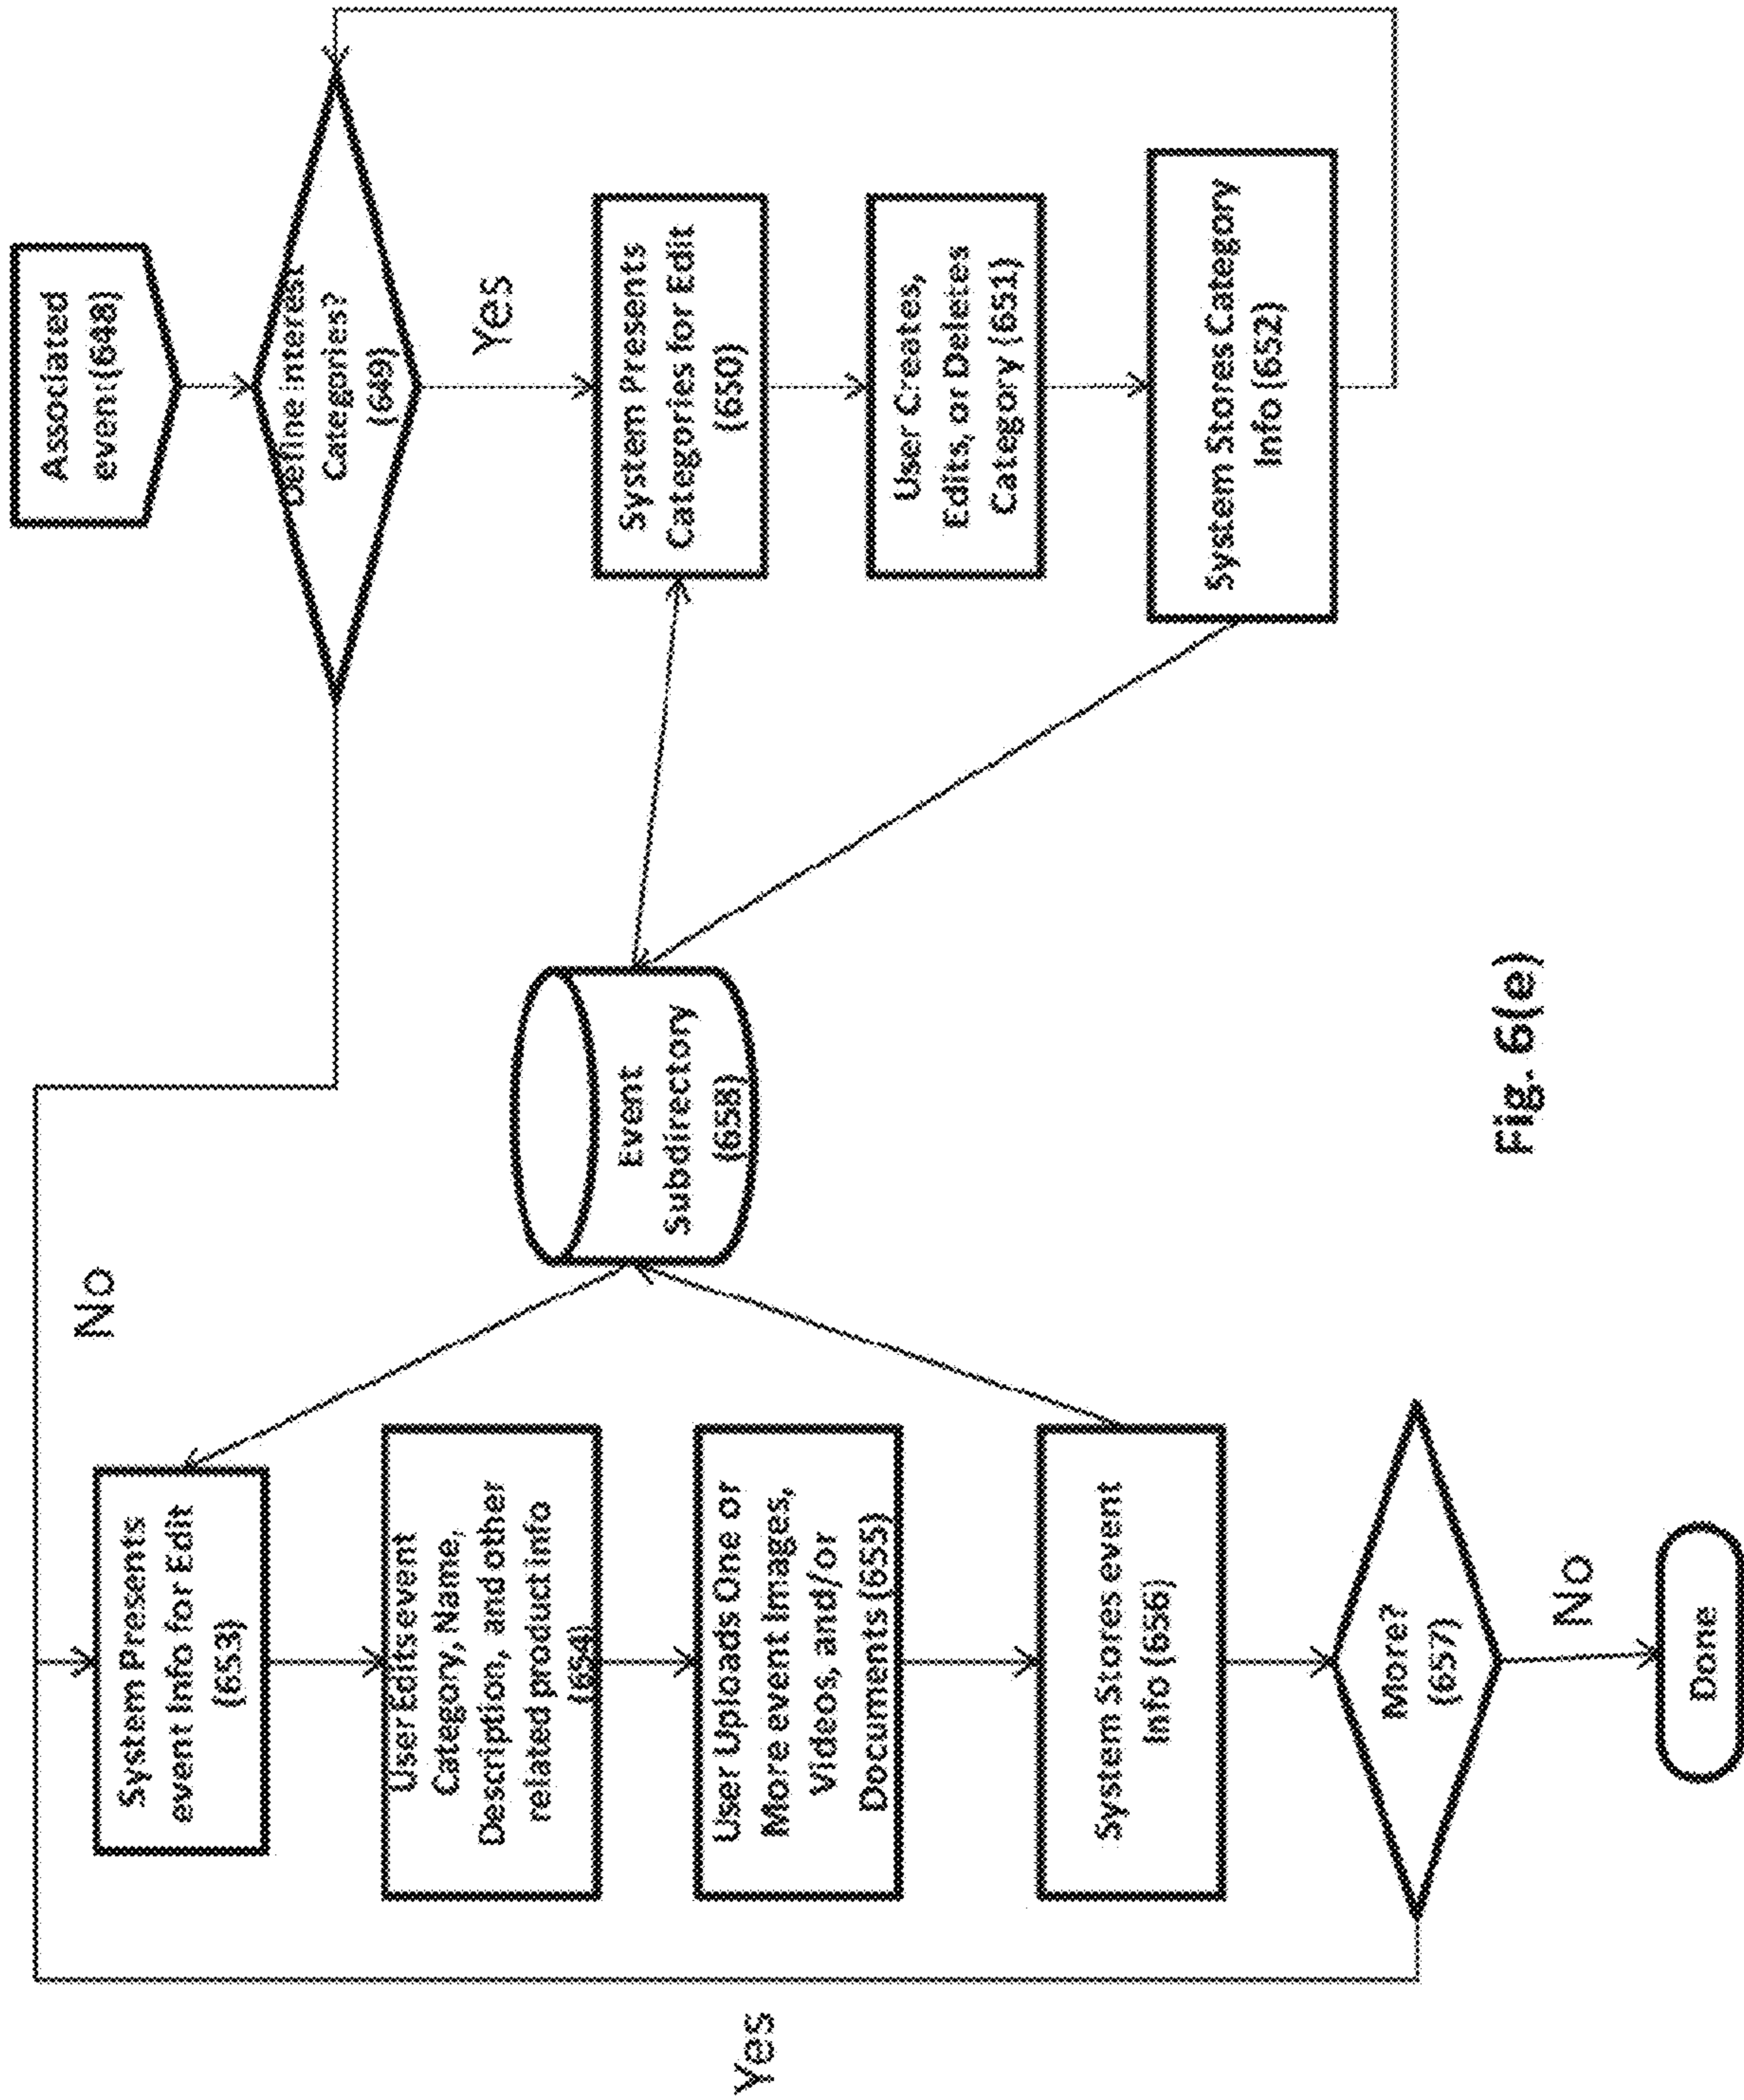 Associated
event(648)
Define Interest
Categories?
(649)
Yes
System Presents
Categories for Edit
(650)
User Creates,
Edits, or Deletes
Category (651)
System Stores Category
Info (652)
No
Event
Subdirectory
(658)
System Presents
event Info for Edit
(653)
User Edits event
Category, Name,
Description, and other
related product info
(654)
User Uploads One or
More event Images,
Videos, and/or
Documents (655)
System Stores event
Info (656)
More?
(657)
Yes
No
Done
Fig. 6(e)